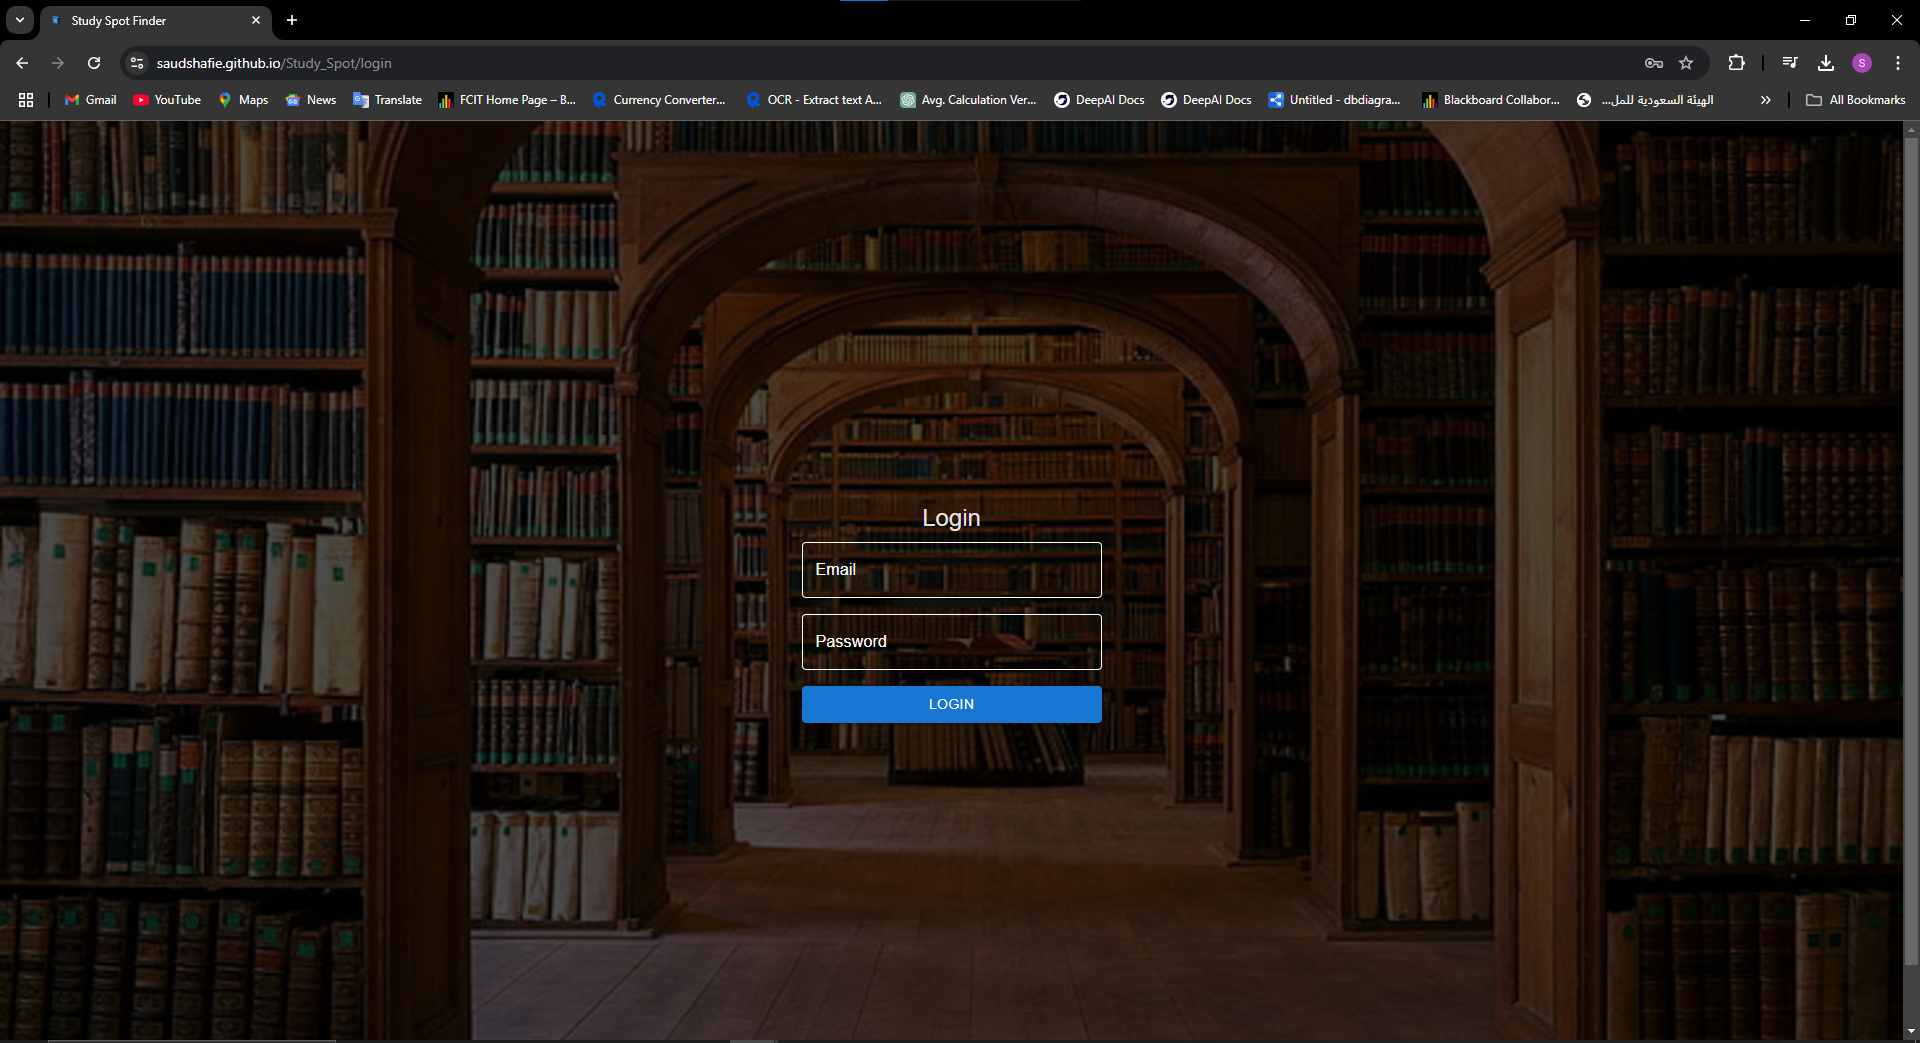 Study Spot Finder
saudshafie.github.io/Study_Spot/login
S
Gmail
YouTube
Maps
News
Translate
FCIT Home Page – B...
Currency Converter...
OCR - Extract text A...
Avg. Calculation Ver...
DeepAI Docs
DeepAI Docs
Untitled - dbdiagra...
Blackboard Collabor...
الهيئة السعودية للمل...
All Bookmarks
Login
Email
Password
LOGIN